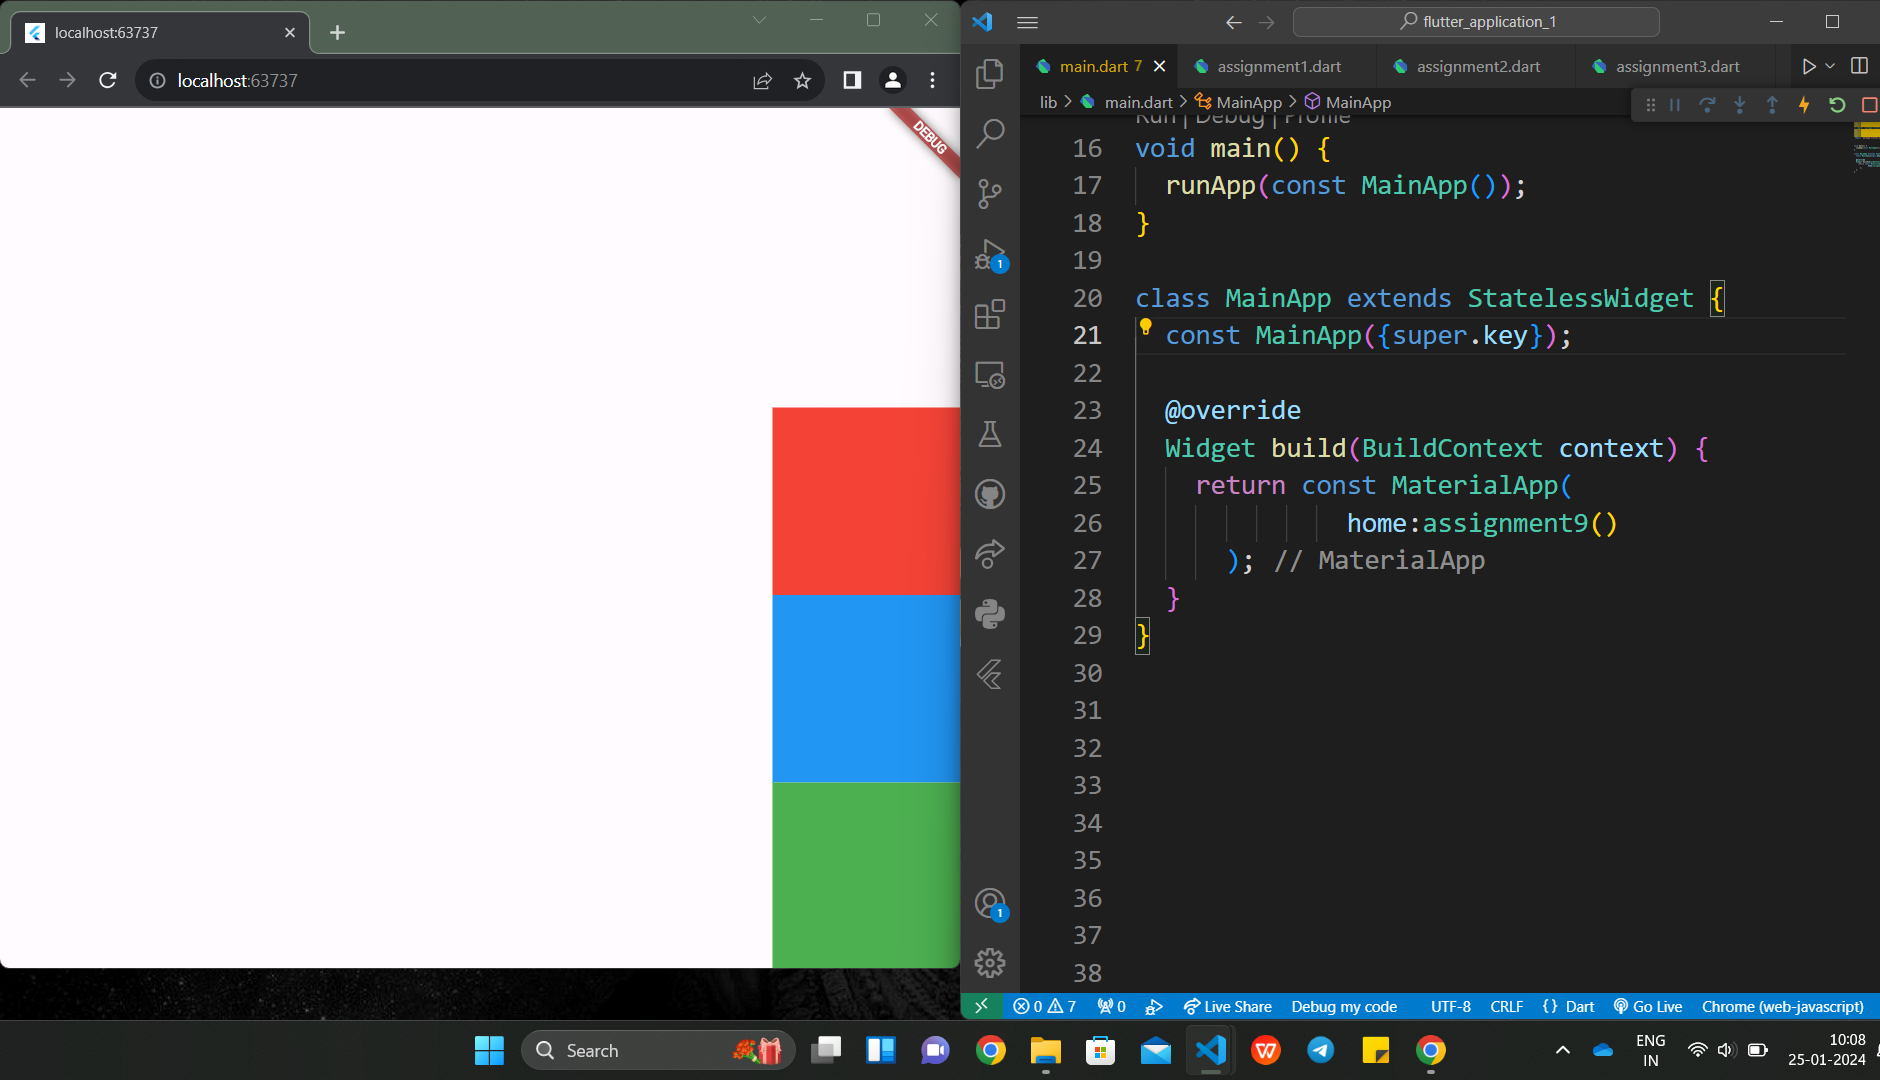 localhost:63737
localhost:63737
DEBUG
flutter_application_1
main.dart 7
assignment1.dart
assignment2.dart
assignment3.dart
lib > main.dart > MainApp > MainApp
Run | Debug | Profile
16 void main() {
17 runApp(const MainApp());
18 }
19
20 class MainApp extends StatelessWidget {
21 const MainApp({super.key});
22
23 @override
24 Widget build(BuildContext context) {
25 return const MaterialApp(
26 home:assignment9()
27 ); // MaterialApp
28 }
29 }
30
31
32
33
34
35
36
37
38
1
1
0 7 0 Live Share Debug my code UTF-8 CRLF {} Dart Go Live Chrome (web-javascript)
Search
ENG
IN
10:08
25-01-2024